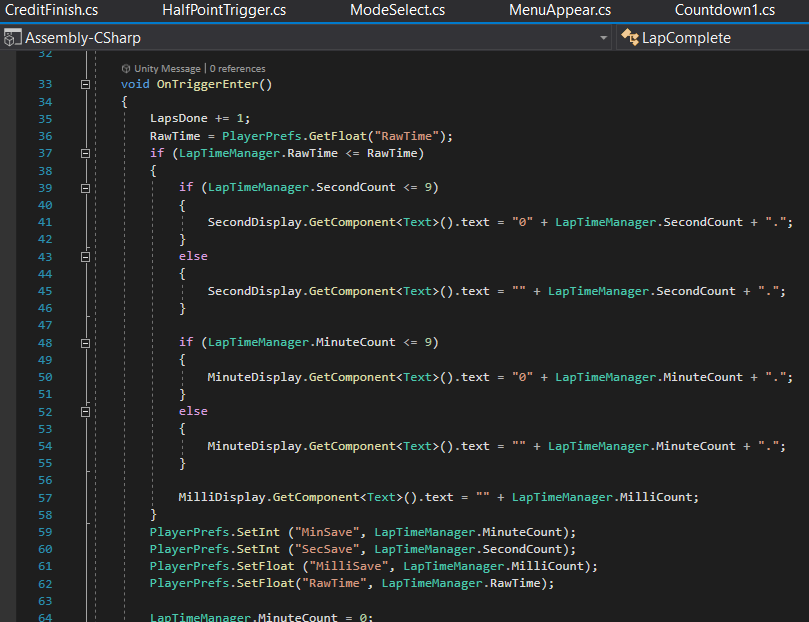 CreditFinish.cs HalfPointTrigger.cs ModeSelect.cs MenuAppear.cs Countdown1.cs
Assembly-CSharp LapComplete
32
Unity Message | 0 references
33 void OnTriggerEnter()
34 {
35 LapsDone += 1;
36 RawTime = PlayerPrefs.GetFloat("RawTime");
37 if (LapTimeManager.RawTime <= RawTime)
38 {
39 if (LapTimeManager.SecondCount <= 9)
40 {
41 SecondDisplay.GetComponent<Text>().text = "0" + LapTimeManager.SecondCount + ".";
42 }
43 else
44 {
45 SecondDisplay.GetComponent<Text>().text = "" + LapTimeManager.SecondCount + ".";
46 }
47
48 if (LapTimeManager.MinuteCount <= 9)
49 {
50 MinuteDisplay.GetComponent<Text>().text = "0" + LapTimeManager.MinuteCount + ".";
51 }
52 else
53 {
54 MinuteDisplay.GetComponent<Text>().text = "" + LapTimeManager.MinuteCount + ".";
55 }
56
57 MilliDisplay.GetComponent<Text>().text = "" + LapTimeManager.MilliCount;
58 }
59 PlayerPrefs.SetInt ("MinSave", LapTimeManager.MinuteCount);
60 PlayerPrefs.SetInt ("SecSave", LapTimeManager.SecondCount);
61 PlayerPrefs.SetFloat ("MilliSave", LapTimeManager.MilliCount);
62 PlayerPrefs.SetFloat("RawTime", LapTimeManager.RawTime);
63
64 LapTimeManager.MinuteCount = 0;